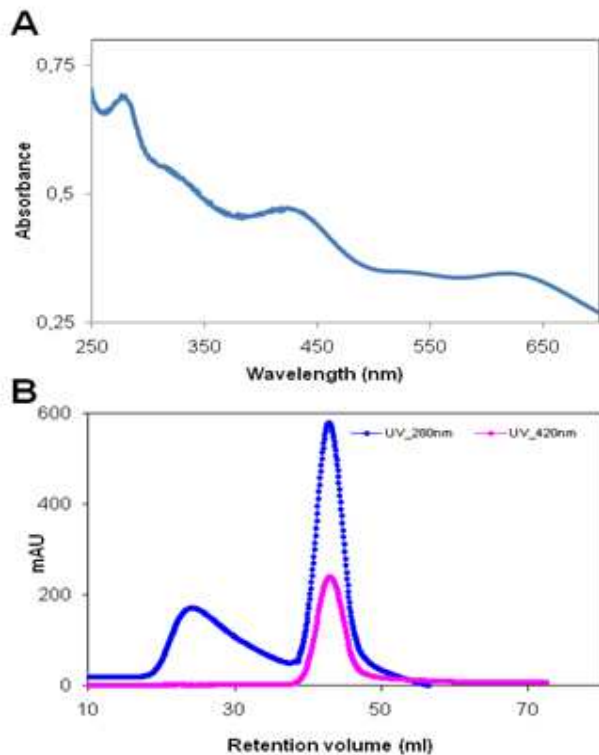 A
0,75
0,5
0,25
Absorbance
250 350 450 550 650
Wavelength (nm)
B
600
400
200
0
mAU
UV_280nm UV_420nm
10 30 50 70
Retention volume (ml)